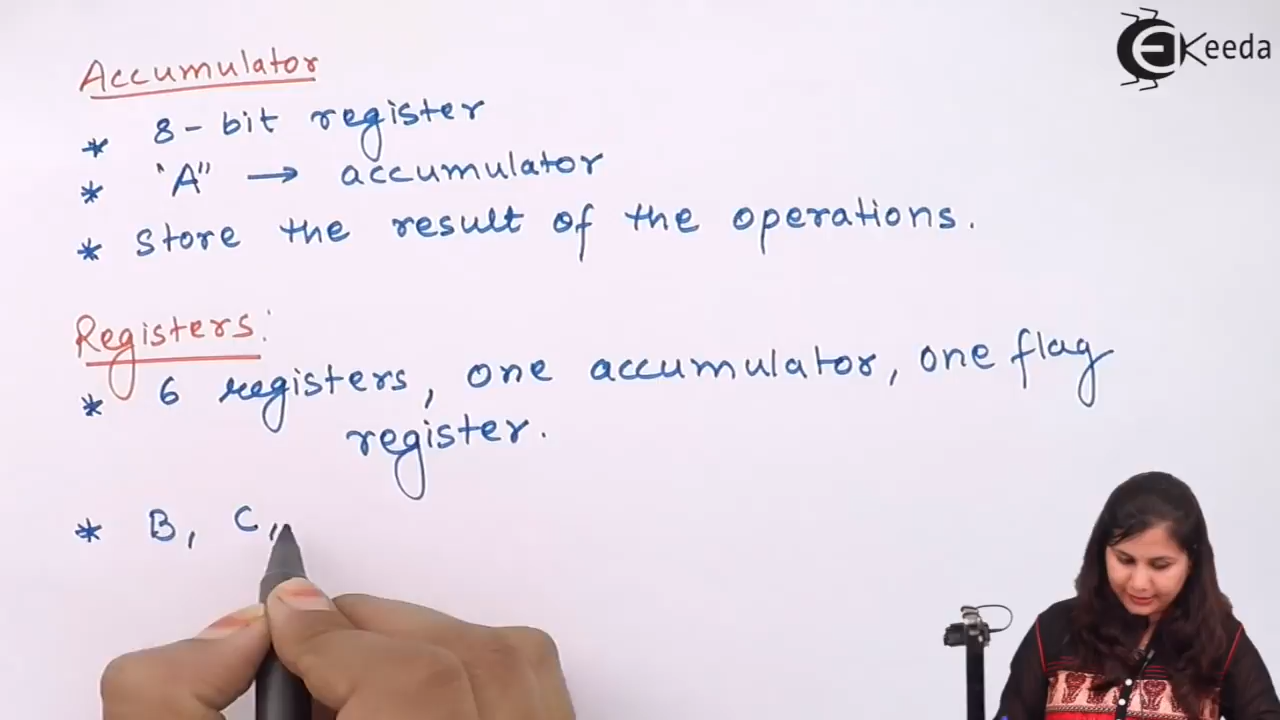 Keeda
Accumulator
* 8-bit register
* "A" → accumulator
* Store the result of the operations.
Registers:
* 6 registers, one accumulator, one flag
register.
* B, C,